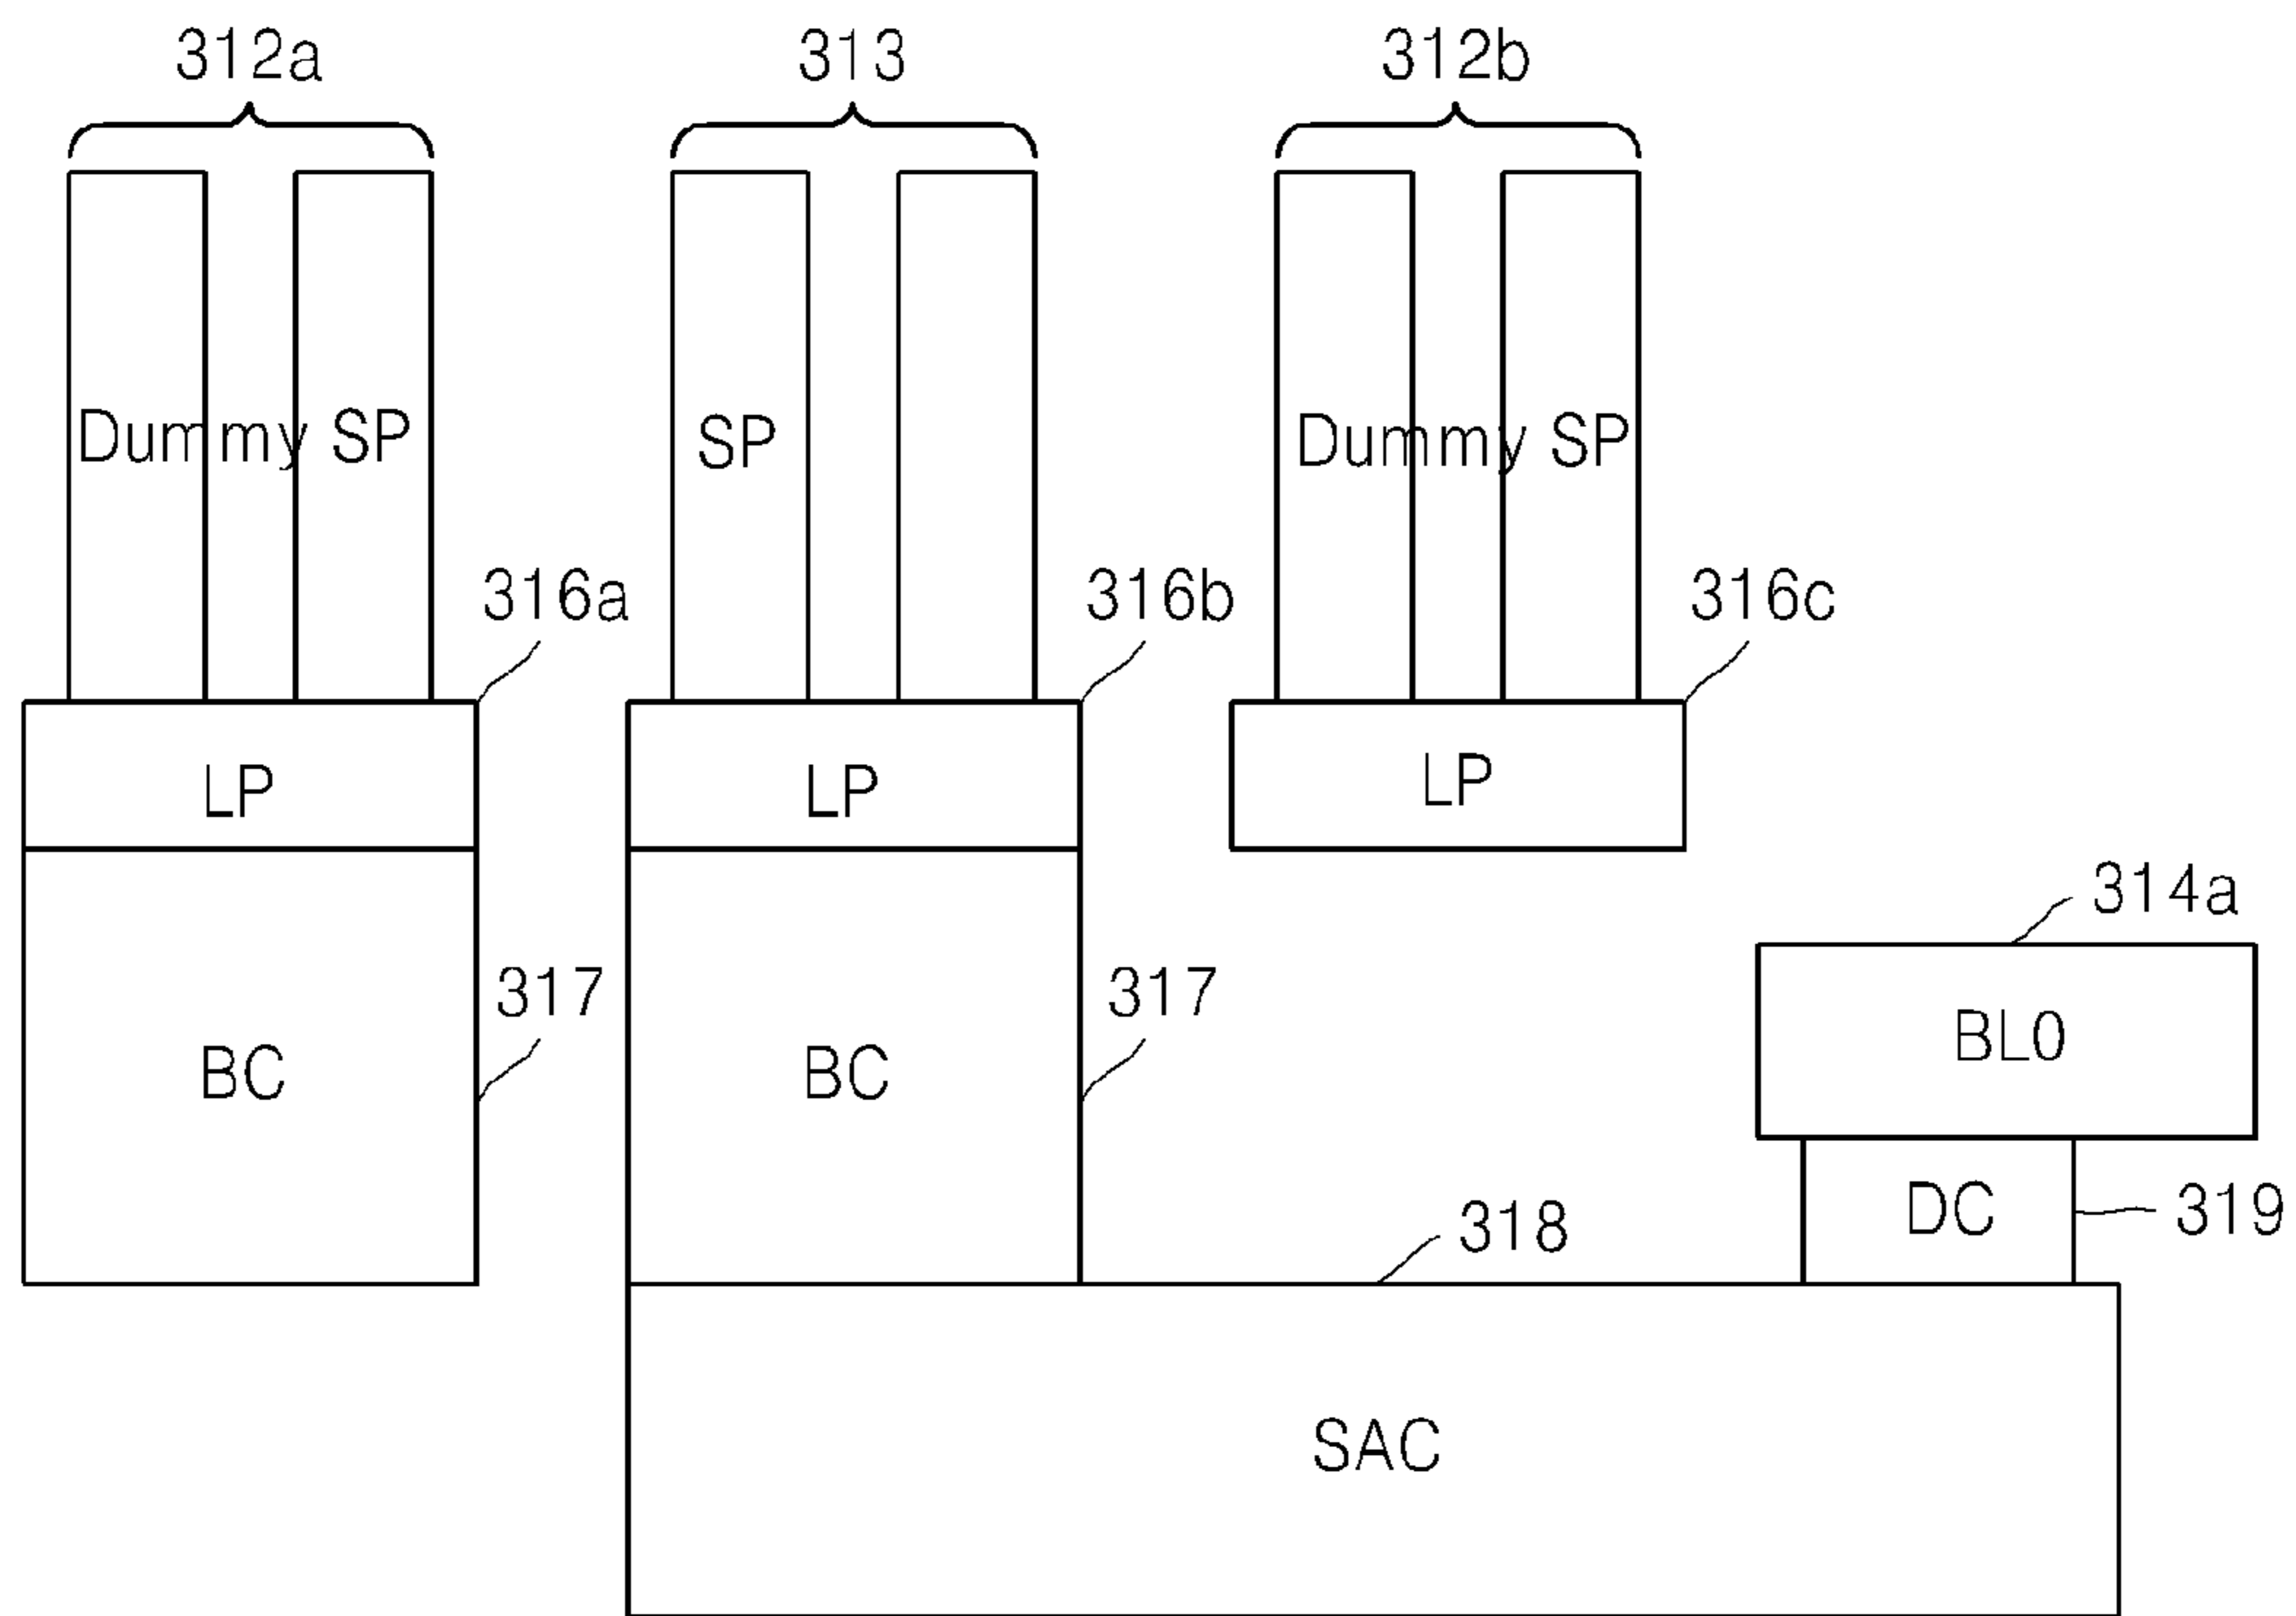 312a 313 312b
Dummy SP SP Dummy SP
316a 316b 316c
LP LP LP
314a
317 317
BL0
BC BC
318 DC 319
SAC